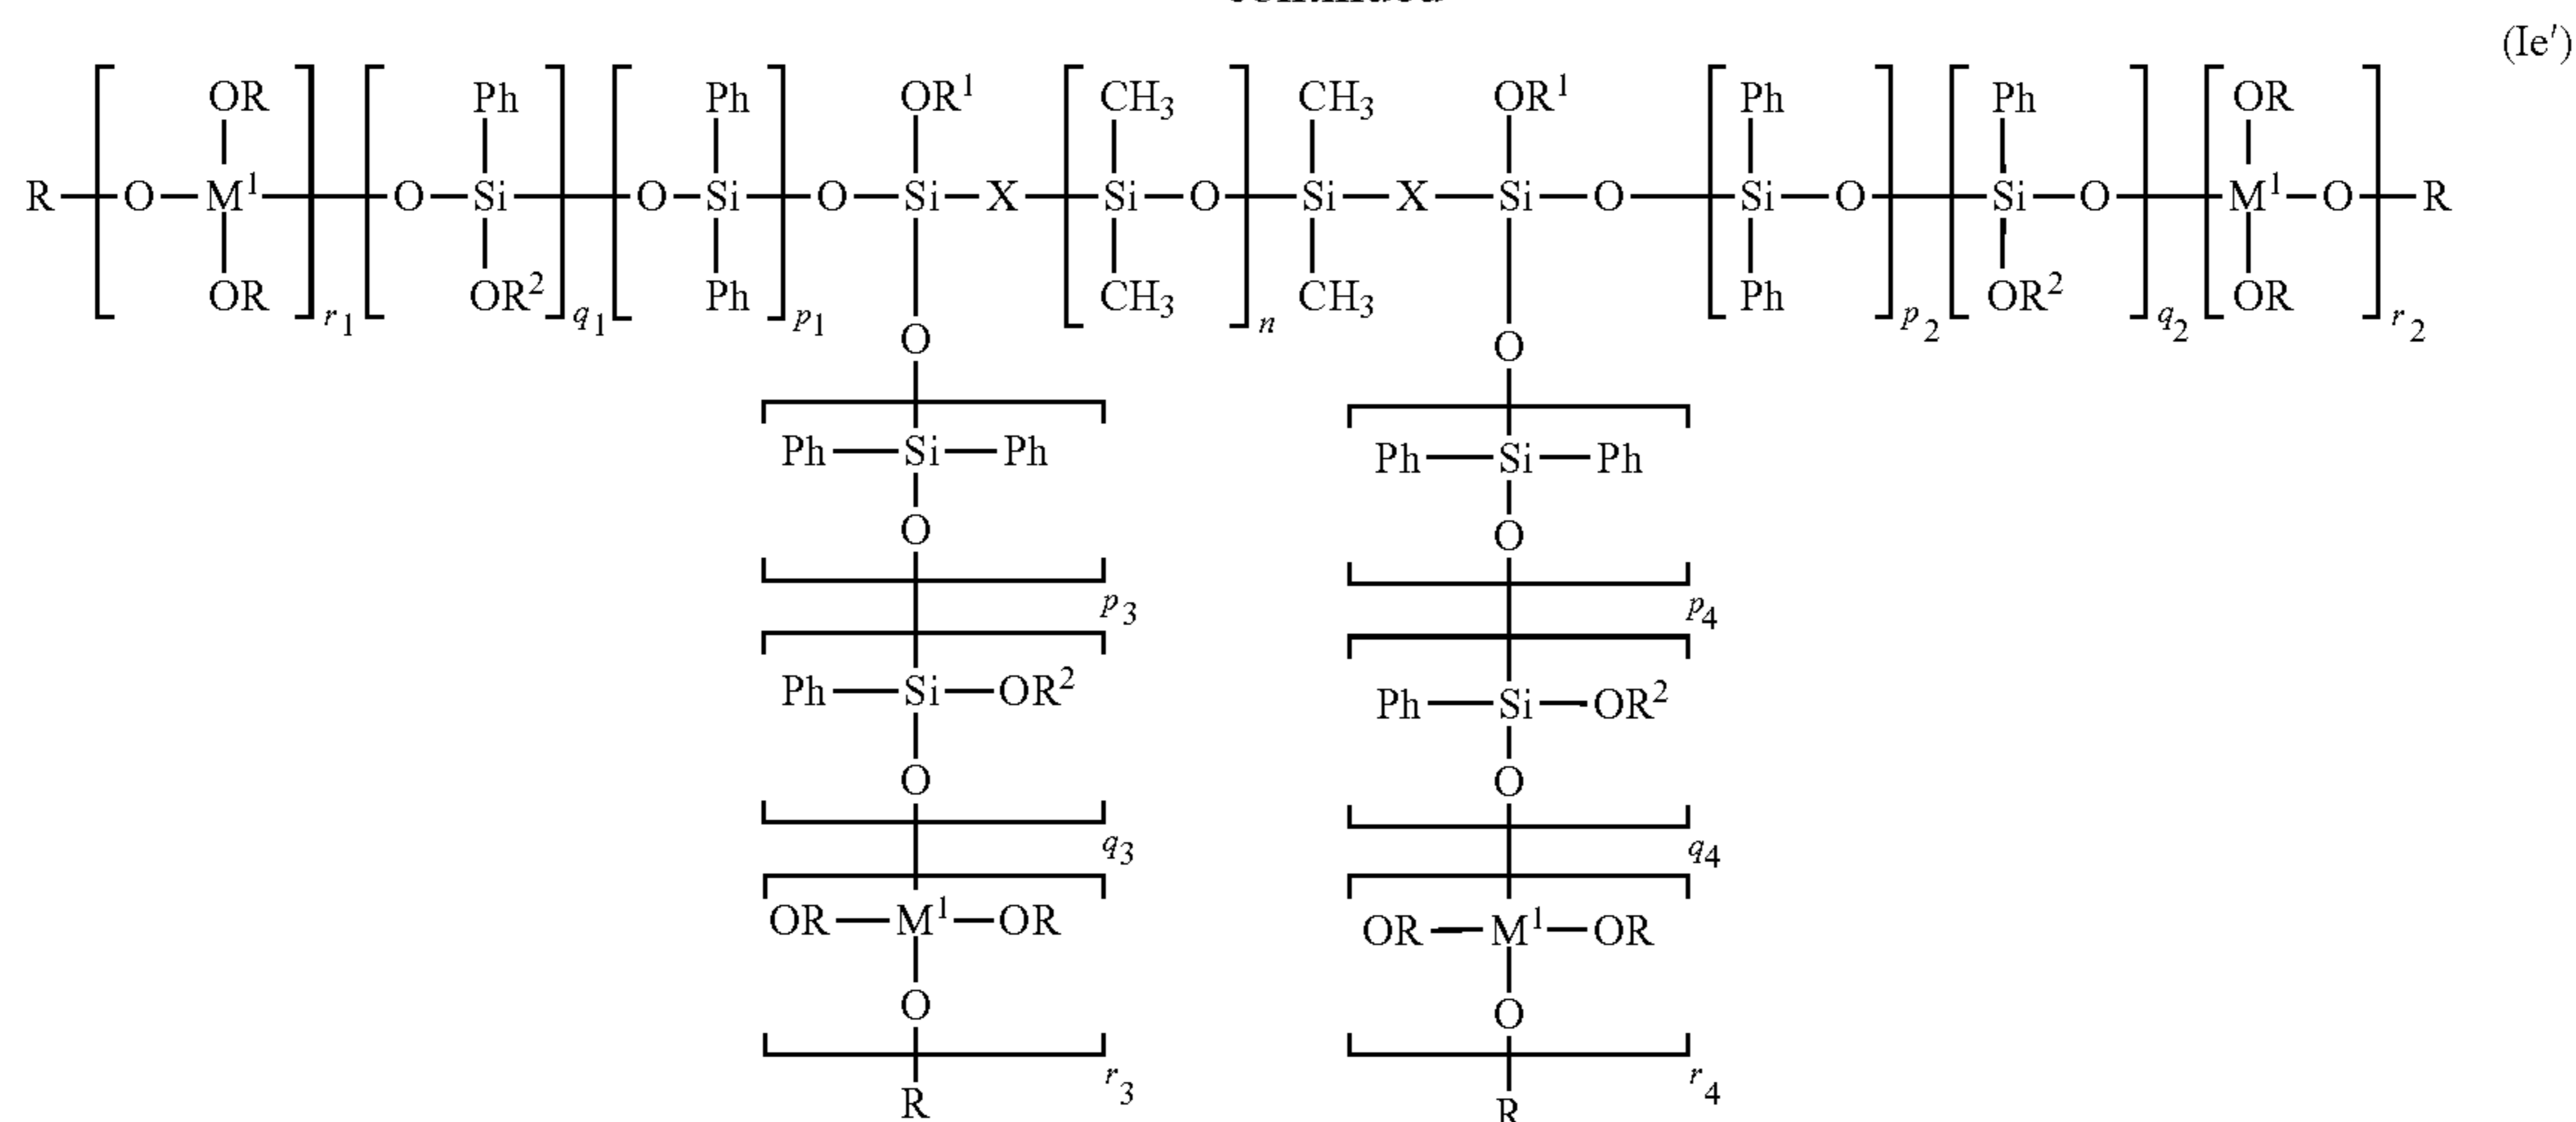 (Ie′)
OR Ph Ph OR¹ CH₃ CH₃ OR¹ Ph Ph OR
R—[O—M¹]—[O—Si]—[O—Si]—O—Si—X—[Si—O]—Si—X—Si—O—[Si—O]—[Si—O]—[M¹—O]—R
OR r₁ OR² q₁ Ph p₁ CH₃ n CH₃ Ph p₂ OR² q₂ OR r₂
O O
Ph—Si—Ph Ph—Si—Ph
O O
p₃ p₄
Ph—Si—OR² Ph—Si—OR²
O O
q₃ q₄
OR—M¹—OR OR—M¹—OR
O O
r₃ r₄
R R